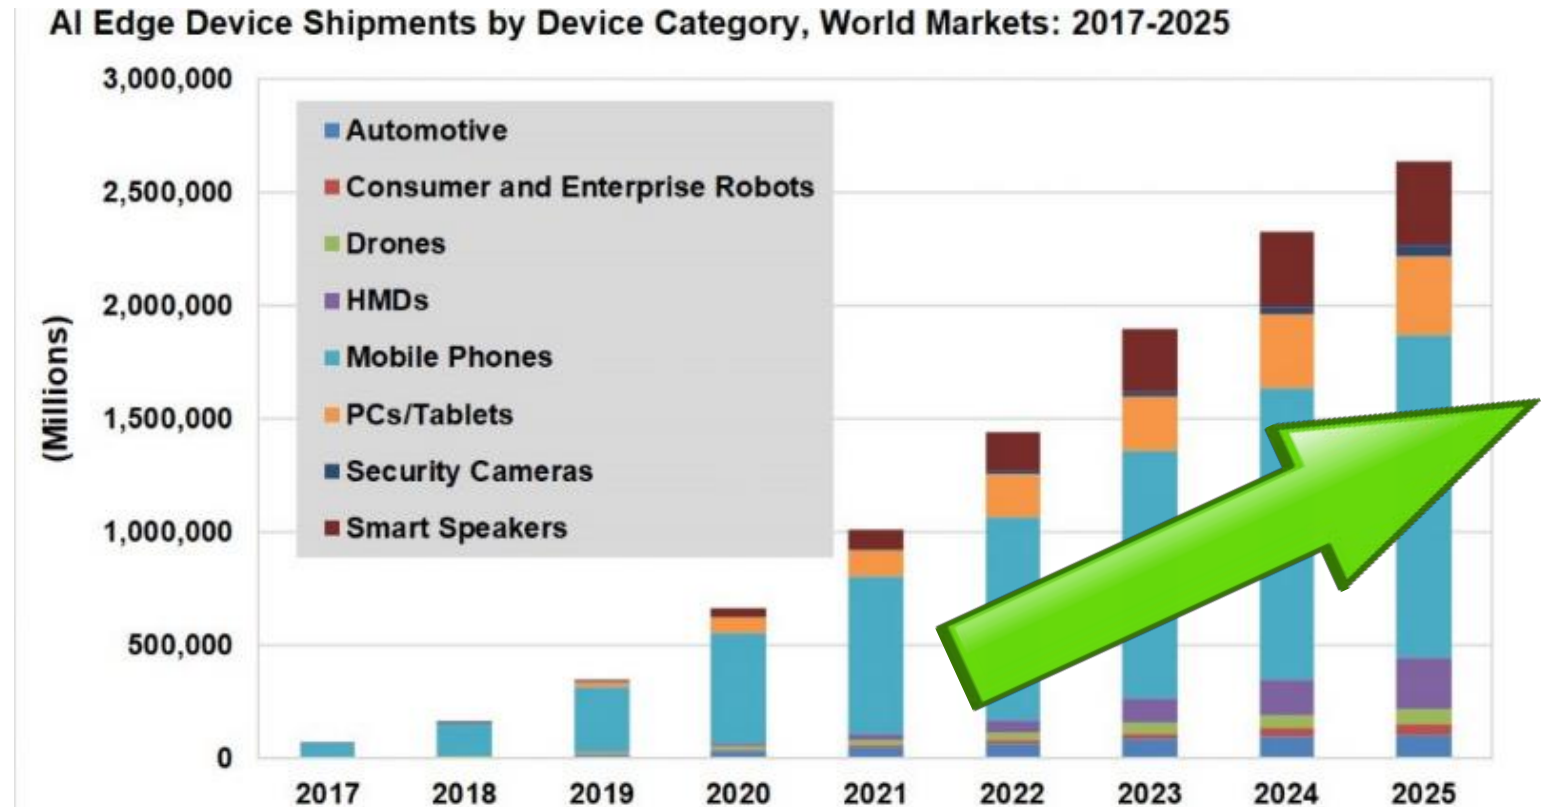 AI Edge Device Shipments by Device Category, World Markets: 2017-2025
3,000,000
2,500,000
2,000,000
1,500,000
1,000,000
500,000
0
(Millions)
Automotive
Consumer and Enterprise Robots
Drones
HMDs
Mobile Phones
PCs/Tablets
Security Cameras
Smart Speakers
2017 2018 2019 2020 2021 2022 2023 2024 2025